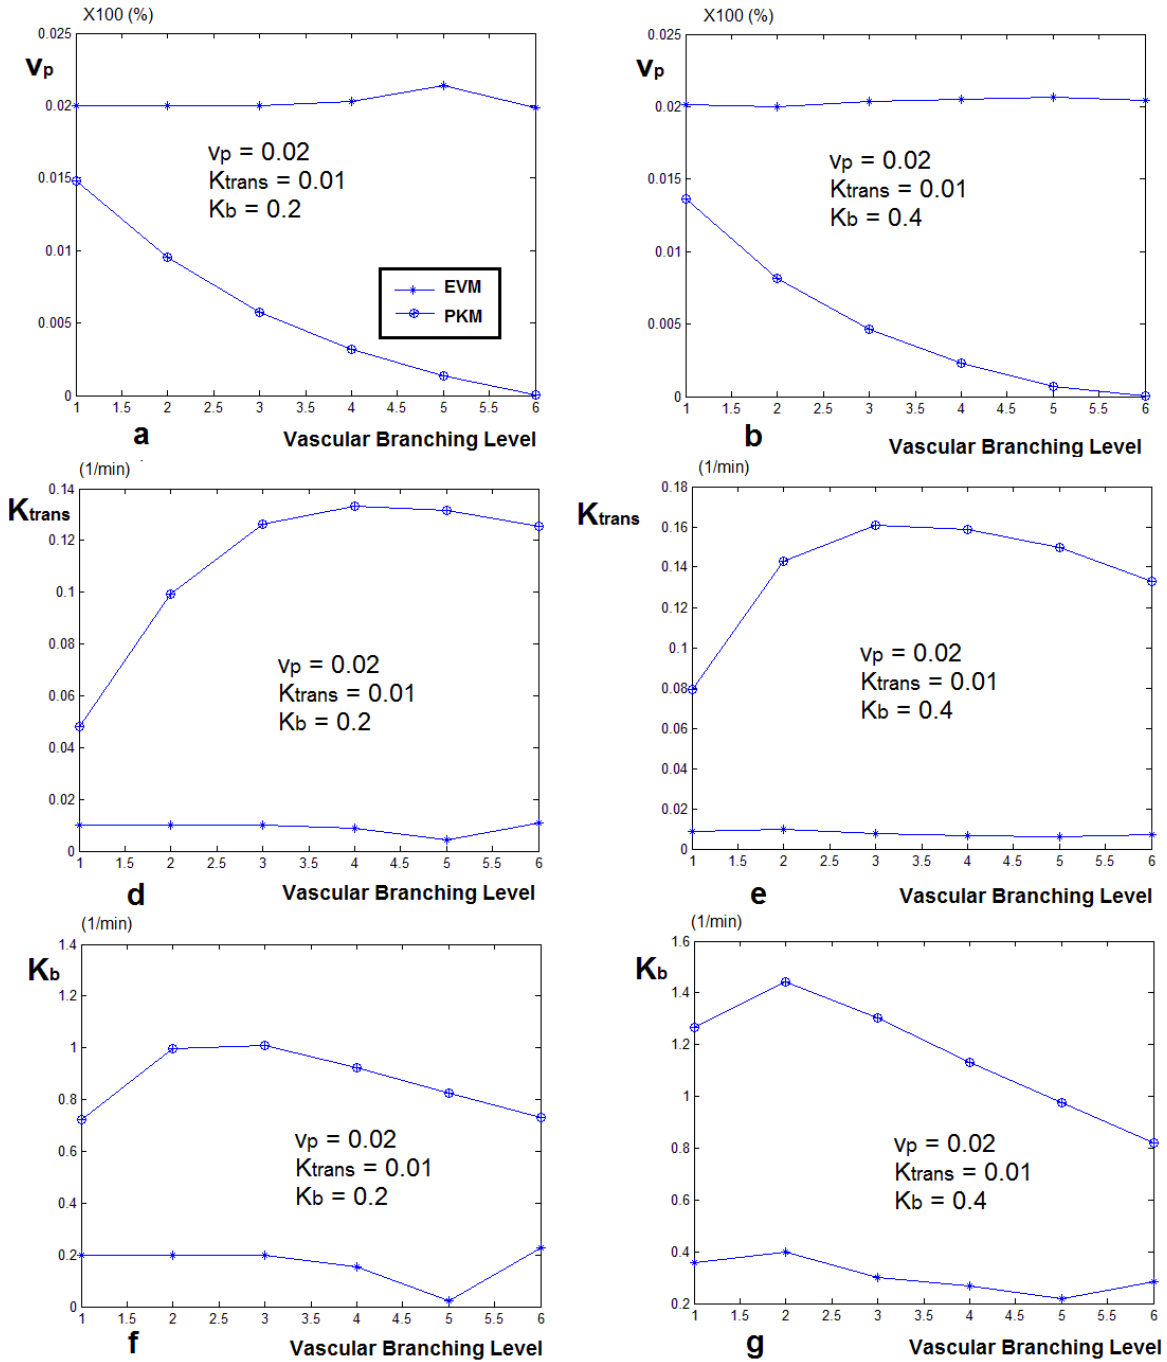 X100 (%)
0.025
vp
0.02
0.015
0.01
0.005
0
vp = 0.02
Ktrans = 0.01
Kb = 0.2
EVM
PKM
1 1.5 2 2.5 3 3.5 4 4.5 5 5.5 6
a Vascular Branching Level
X100 (%)
0.025
vp
0.02
0.015
0.01
0.005
0
vp = 0.02
Ktrans = 0.01
Kb = 0.4
1 1.5 2 2.5 3 3.5 4 4.5 5 5.5 6
b Vascular Branching Level
(1/min)
0.14
Ktrans
0.12
0.1
0.08
0.06
0.04
0.02
0
vp = 0.02
Ktrans = 0.01
Kb = 0.2
1 1.5 2 2.5 3 3.5 4 4.5 5 5.5 6
d Vascular Branching Level
(1/min)
0.18
Ktrans
0.16
0.14
0.12
0.1
0.08
0.06
0.04
0.02
0
vp = 0.02
Ktrans = 0.01
Kb = 0.4
1 1.5 2 2.5 3 3.5 4 4.5 5 5.5 6
e Vascular Branching Level
(1/min)
1.4
Kb
1.2
1
0.8
0.6
0.4
0.2
0
vp = 0.02
Ktrans = 0.01
Kb = 0.2
1 1.5 2 2.5 3 3.5 4 4.5 5 5.5 6
f Vascular Branching Level
(1/min)
1.6
Kb
1.4
1.2
1
0.8
0.6
0.4
0.2
vp = 0.02
Ktrans = 0.01
Kb = 0.4
1 1.5 2 2.5 3 3.5 4 4.5 5 5.5 6
g Vascular Branching Level